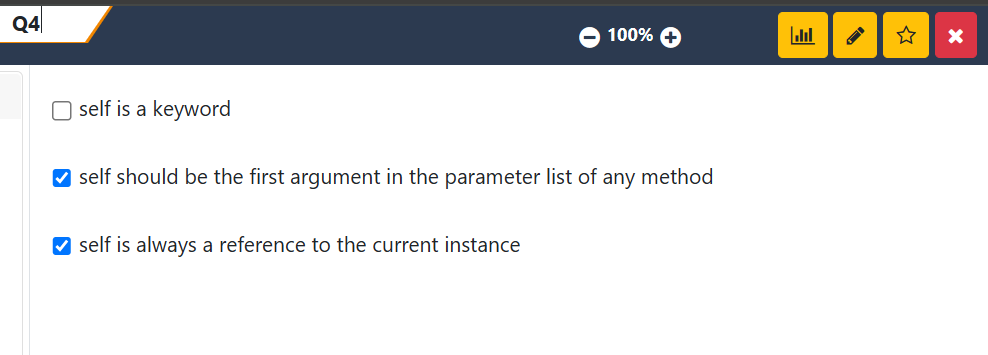 Q4
100%
self is a keyword
self should be the first argument in the parameter list of any method
self is always a reference to the current instance